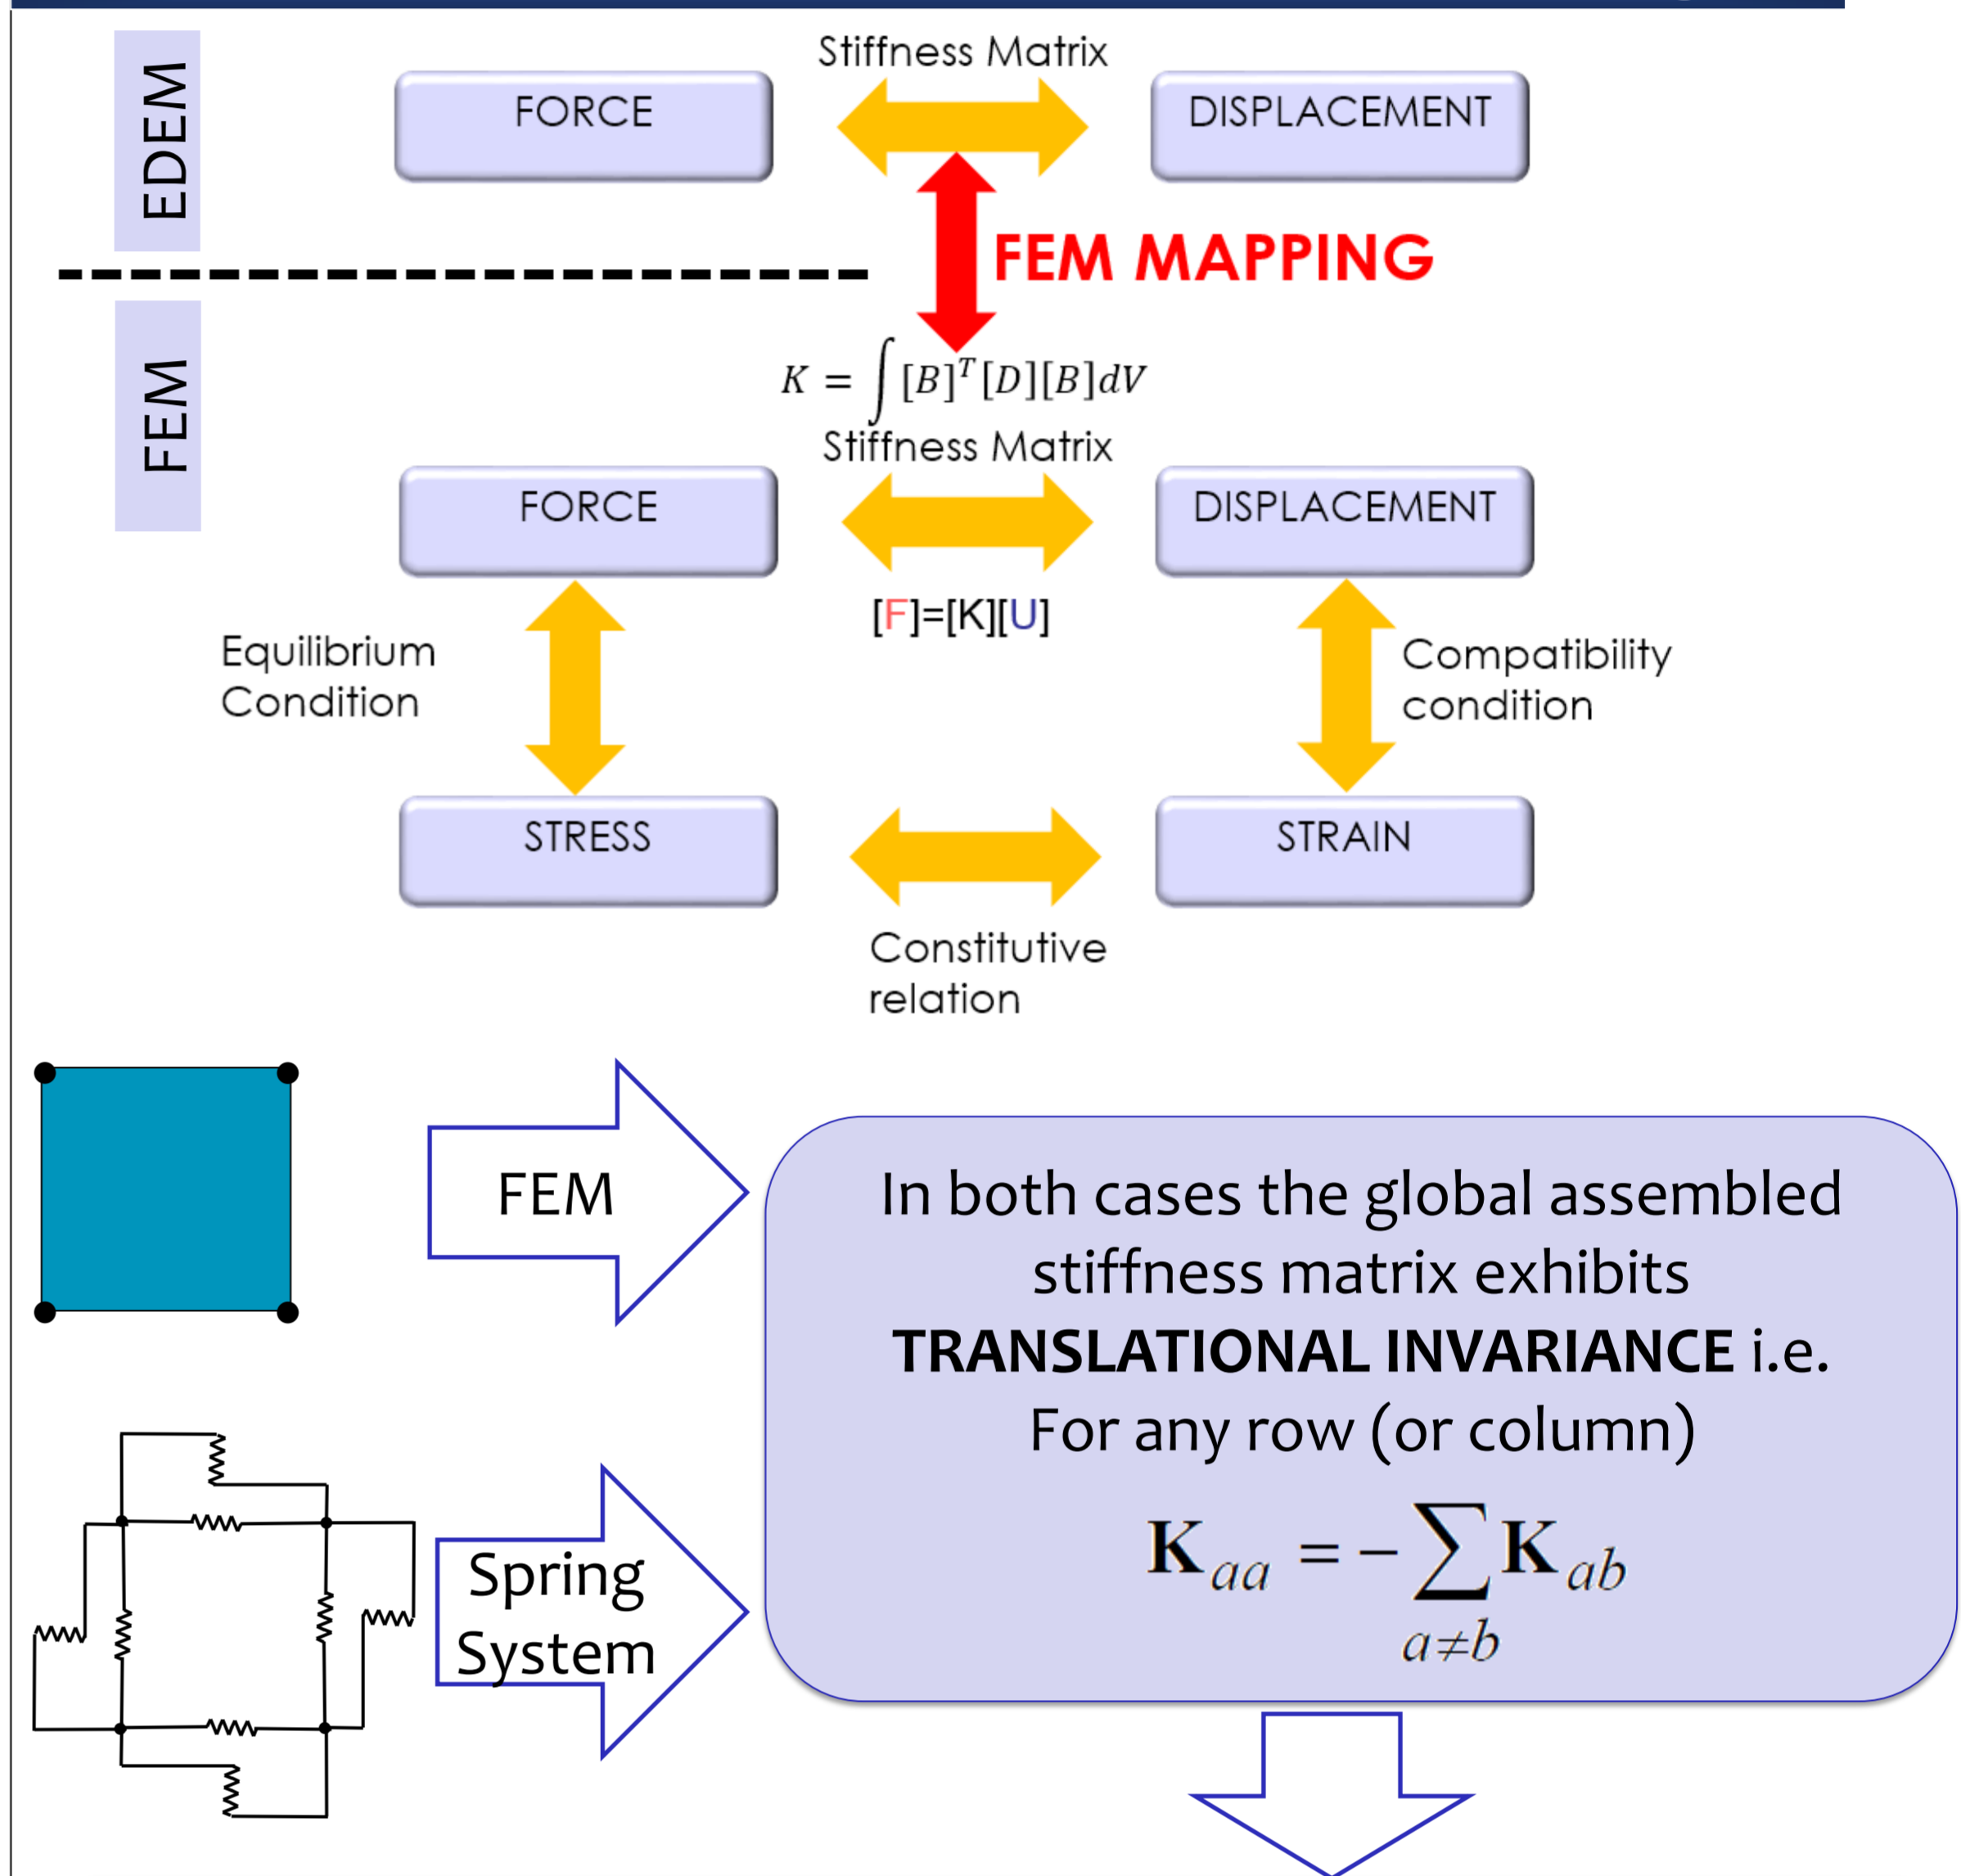 EDEM
Stiffness Matrix
FORCE
DISPLACEMENT
FEM MAPPING
FEM
K = ∫[B]^T[D][B]dV
Stiffness Matrix
FORCE
DISPLACEMENT
[F]=[K][U]
Equilibrium
Condition
Compatibility
condition
STRESS
STRAIN
Constitutive
relation
FEM
In both cases the global assembled
stiffness matrix exhibits
TRANSLATIONAL INVARIANCE i.e.
For any row (or column)
K_aa = -∑K_ab
a≠b
Spring
System